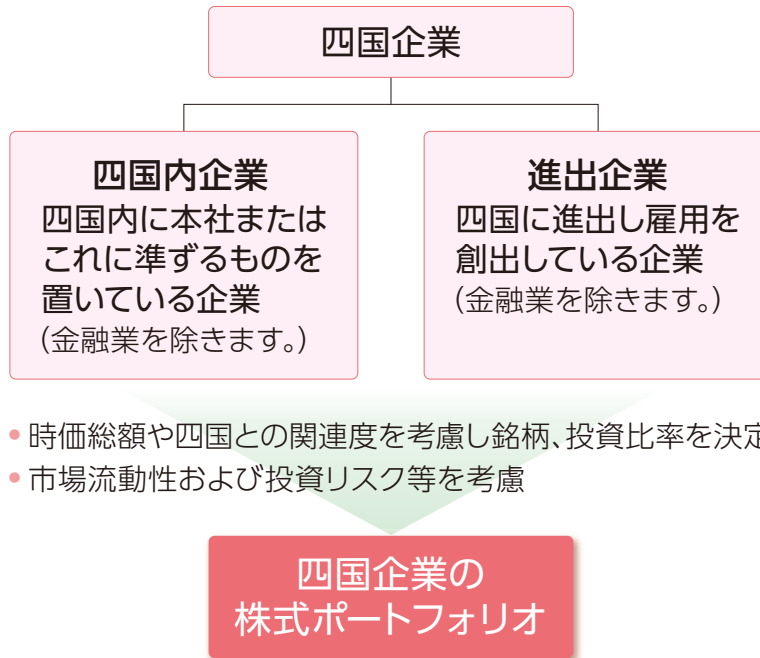 四国企業
四国内企業
四国内に本社または
これに準ずるものを
置いている企業
(金融業を除きます。)
進出企業
四国に進出し雇用を
創出している企業
(金融業を除きます。)
• 時価総額や四国との関連度を考慮し銘柄、投資比率を決定
• 市場流動性および投資リスク等を考慮
四国企業の
株式ポートフォリオ